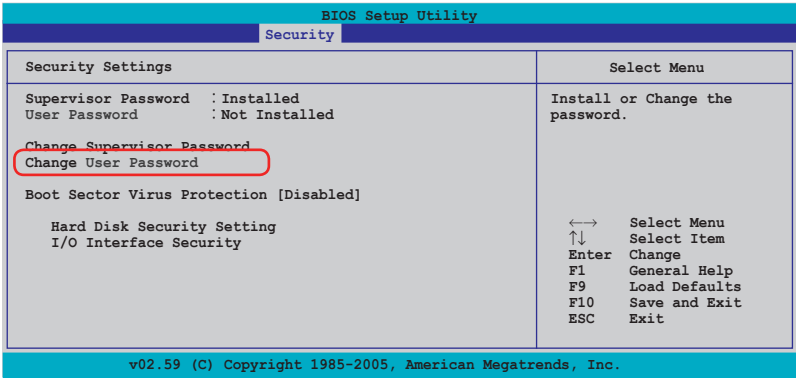 BIOS Setup Utility
Security
Security Settings
Supervisor Password : Installed
User Password : Not Installed
Change Supervisor Password
Change User Password
Boot Sector Virus Protection [Disabled]
Hard Disk Security Setting
I/O Interface Security
Select Menu
Install or Change the
password.
←→ Select Menu
↑↓ Select Item
Enter Change
F1 General Help
F9 Load Defaults
F10 Save and Exit
ESC Exit
v02.59 (C) Copyright 1985-2005, American Megatrends, Inc.